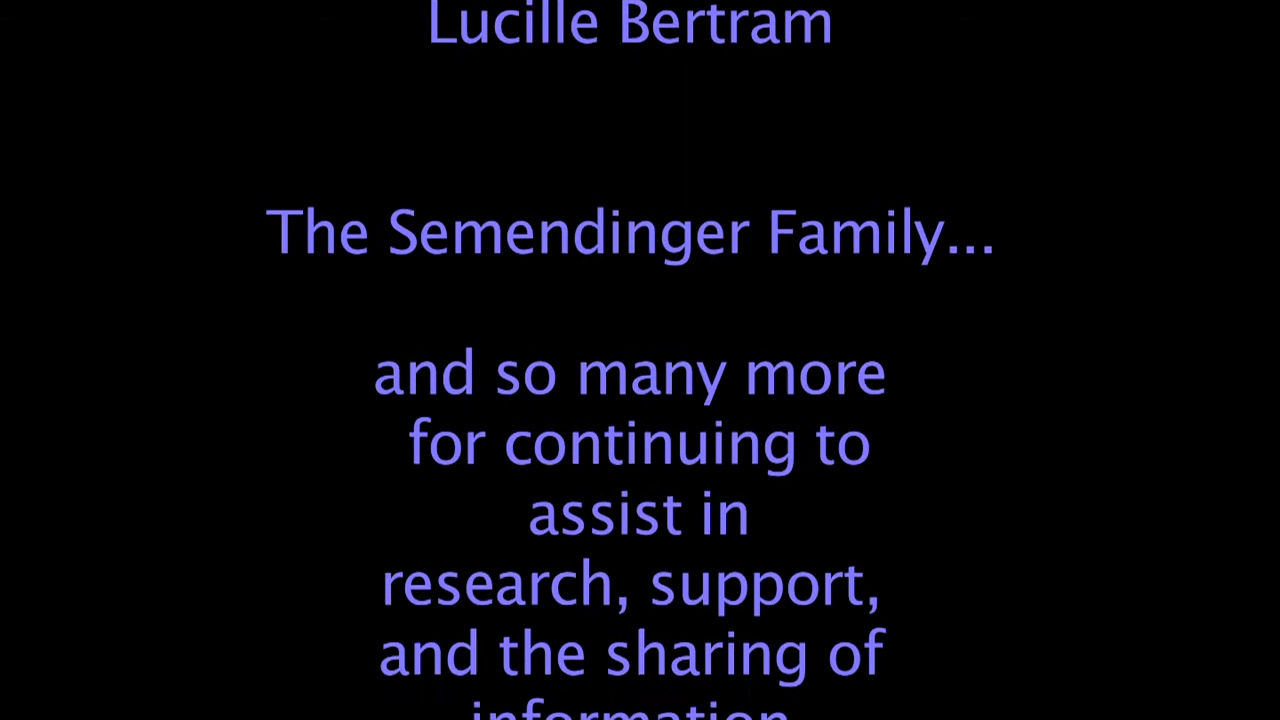 Lucille Bertram
The Semendinger Family...
and so many more
for continuing to
assist in
research, support,
and the sharing of
information